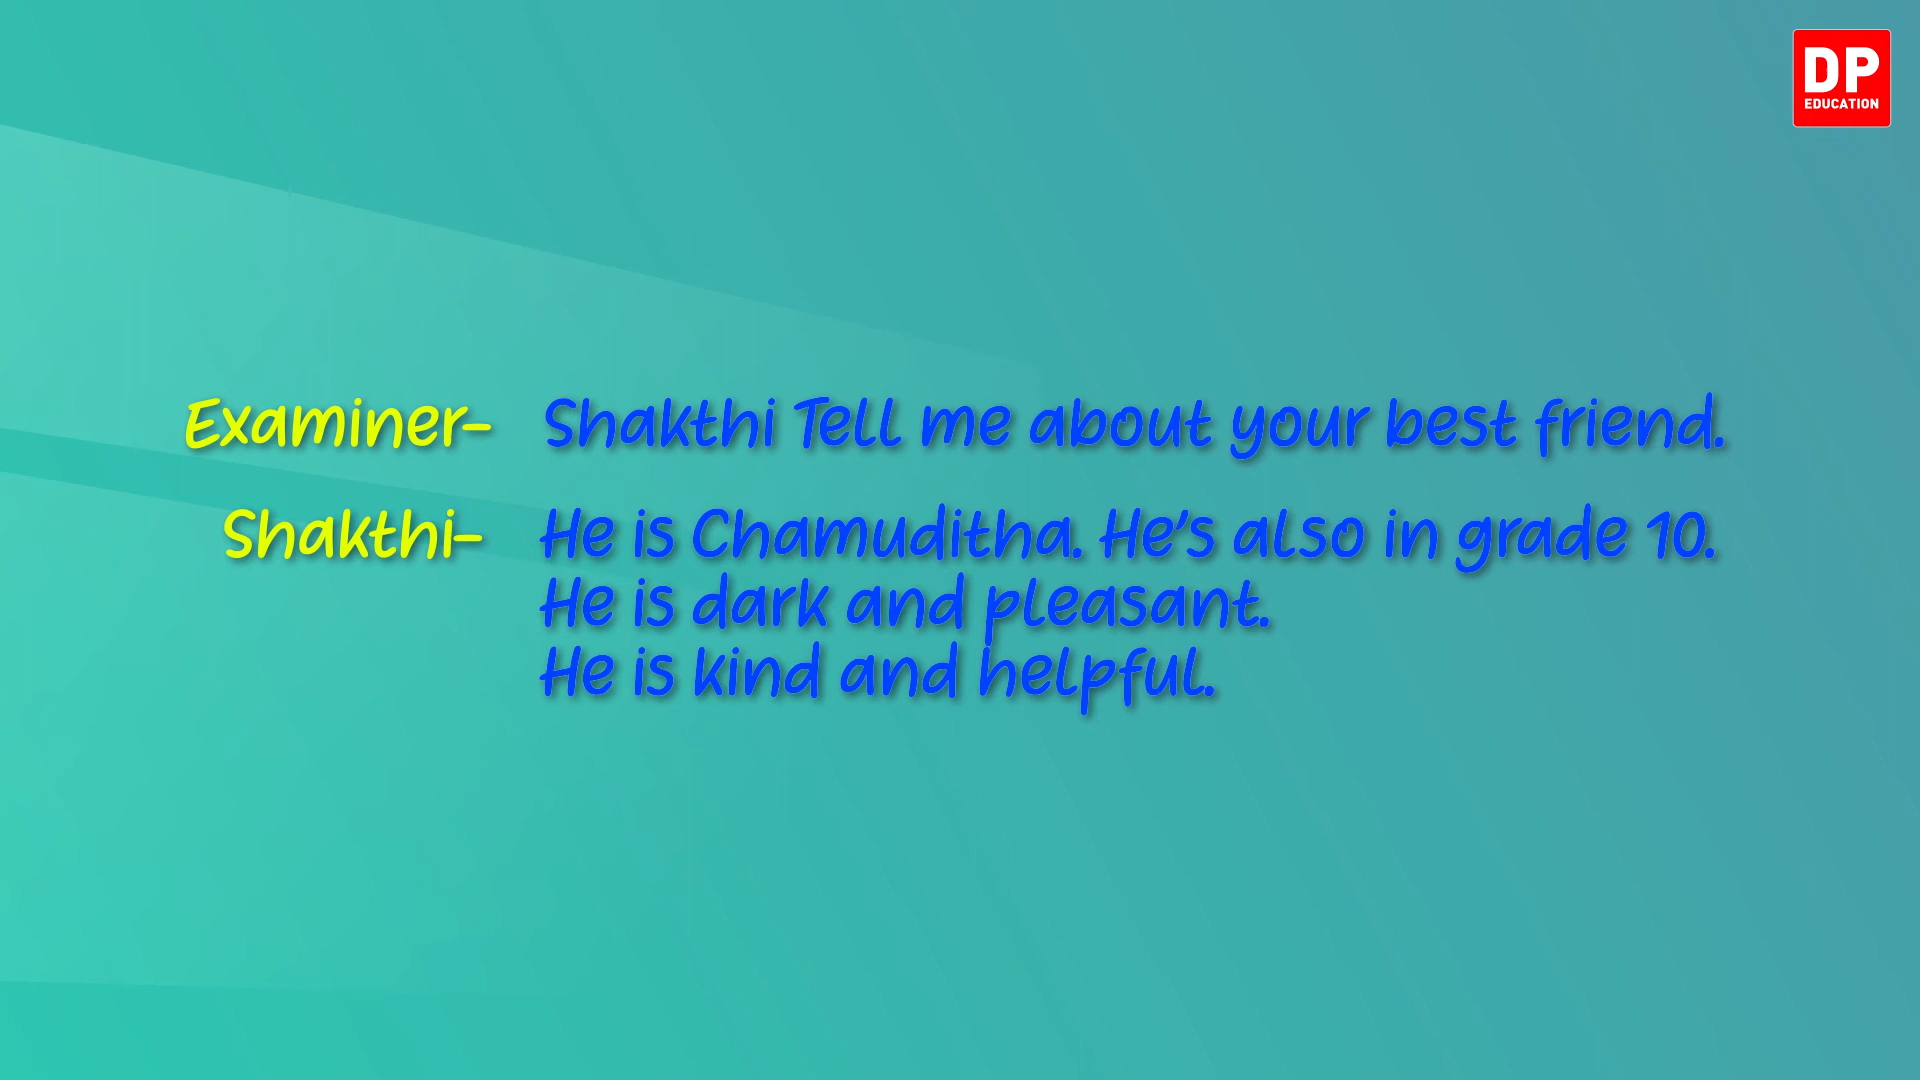 DP
EDUCATION
Examiner- Shakthi Tell me about your best friend.
Shakthi- He is Chamuditha. He's also in grade 10.
He is dark and pleasant.
He is kind and helpful.